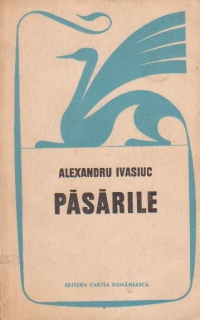 ALEXANDRU IVASIUC
PĂSĂRILE
EDITURA CARTEA ROMÂNEASCĂ